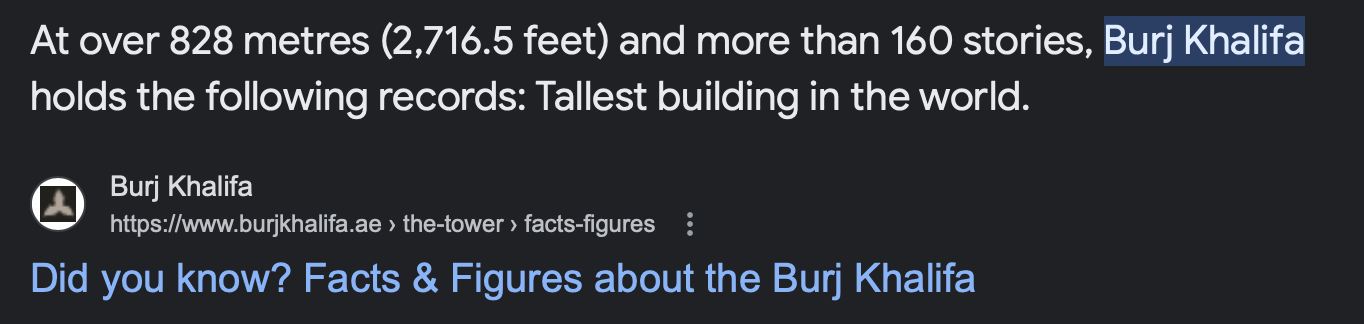 At over 828 metres (2,716.5 feet) and more than 160 stories, Burj Khalifa
holds the following records: Tallest building in the world.
Burj Khalifa
https://www.burjkhalifa.ae › the-tower › facts-figures
Did you know? Facts & Figures about the Burj Khalifa